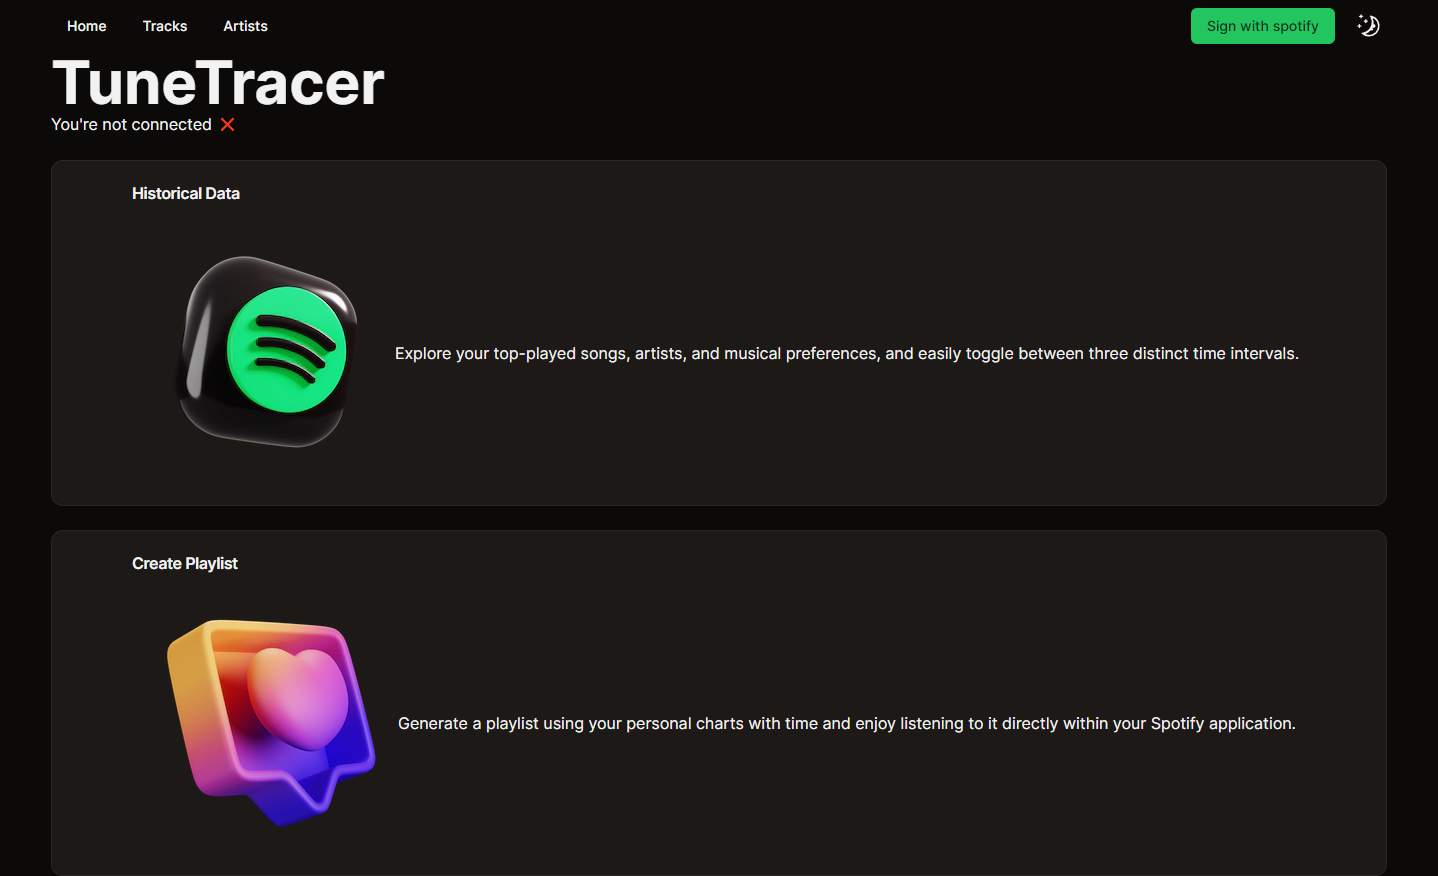 Home Tracks Artists Sign with spotify
TuneTracer
You're not connected ❌
Historical Data
Explore your top-played songs, artists, and musical preferences, and easily toggle between three distinct time intervals.
Create Playlist
Generate a playlist using your personal charts with time and enjoy listening to it directly within your Spotify application.